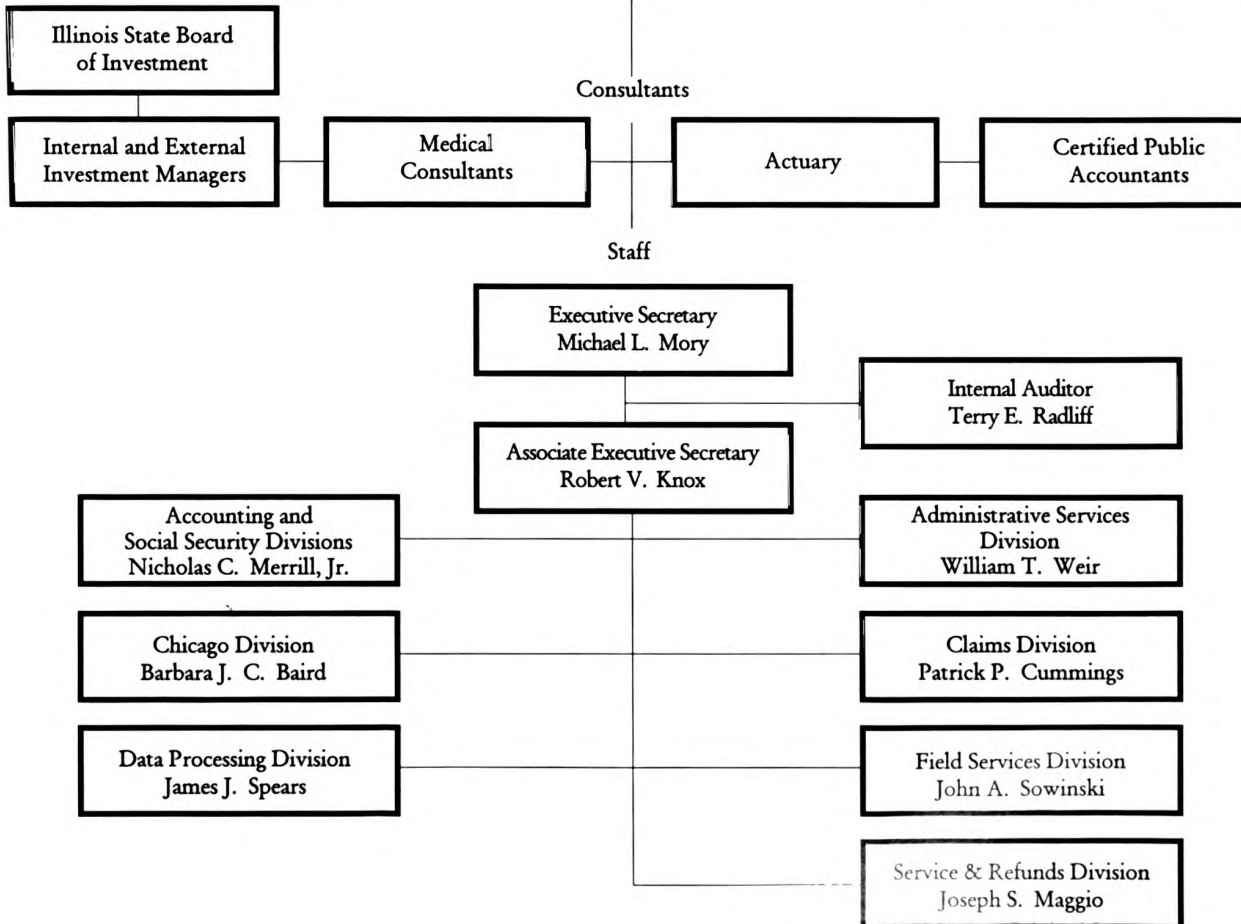 Illinois State Board
of Investment
Consultants
Internal and External
Investment Managers
Medical
Consultants
Actuary
Certified Public
Accountants
Staff
Executive Secretary
Michael L. Mory
Internal Auditor
Terry E. Radliff
Associate Executive Secretary
Robert V. Knox
Accounting and
Social Security Divisions
Nicholas C. Merrill, Jr.
Administrative Services
Division
William T. Weir
Chicago Division
Barbara J. C. Baird
Claims Division
Patrick P. Cummings
Data Processing Division
James J. Spears
Field Services Division
John A. Sowinski
Service & Refunds Division
Joseph S. Maggio